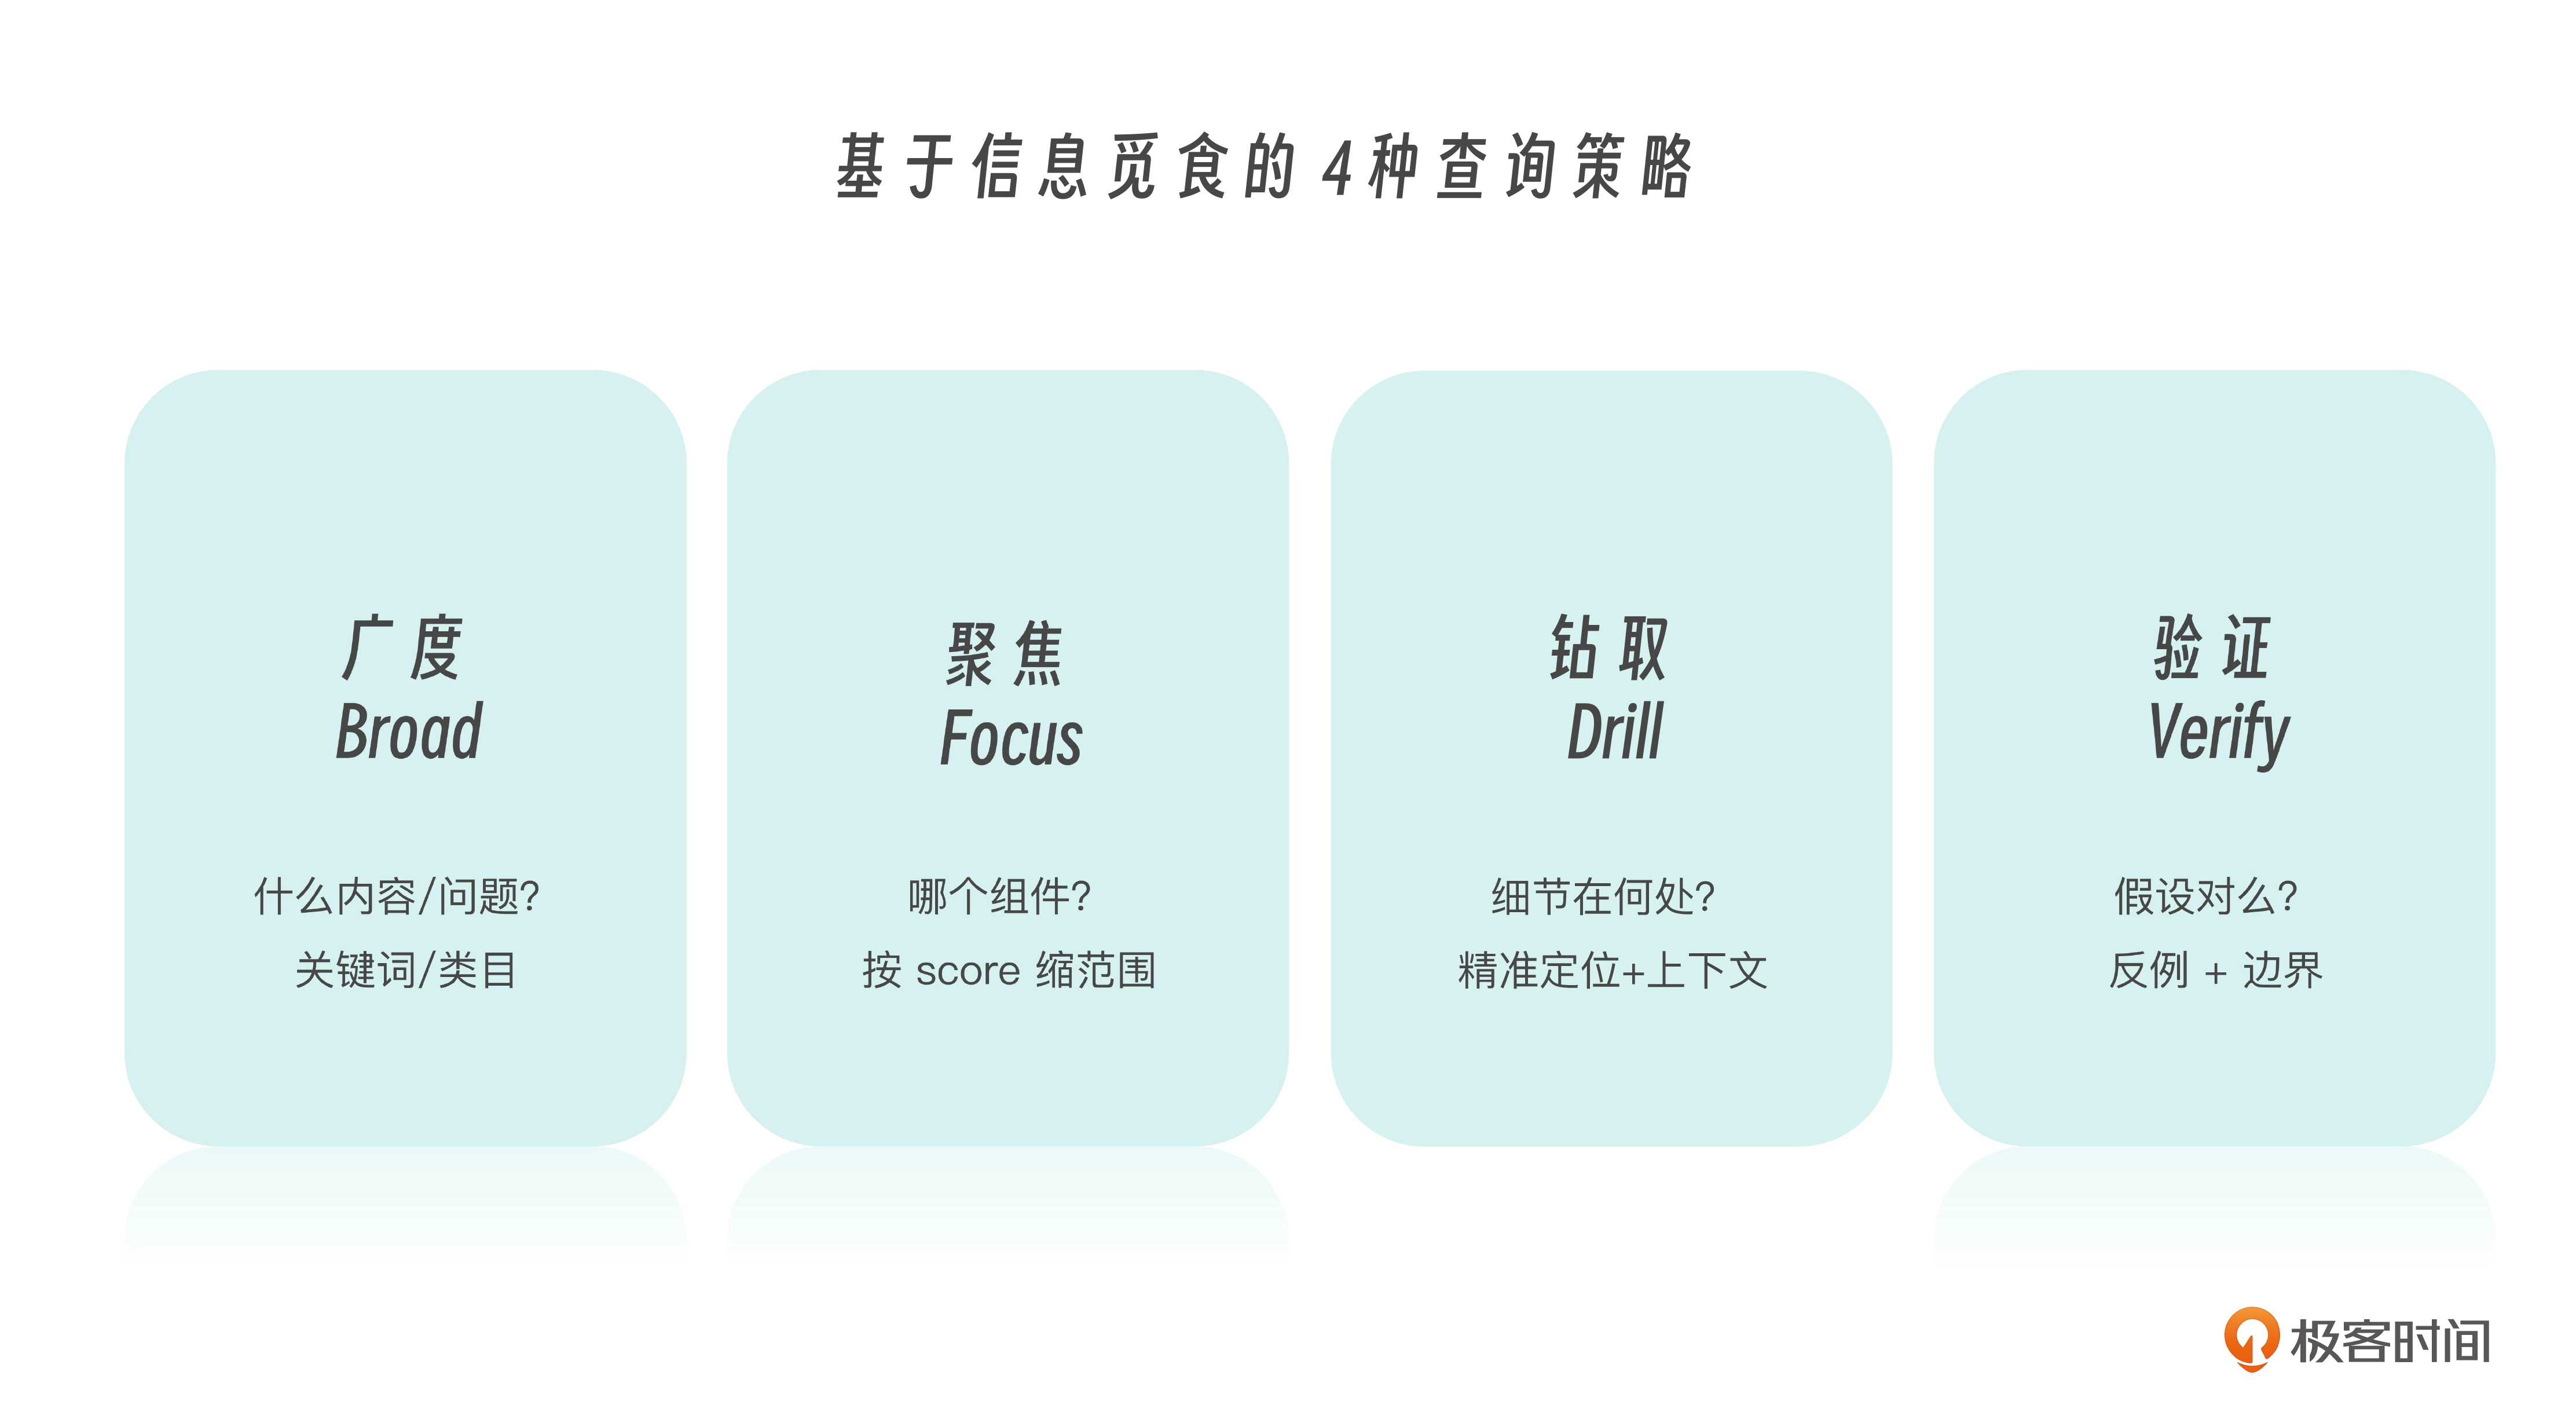 基于信息觅食的 4种查询策略
广度
Broad
什么内容/问题?
关键词/类目
聚焦
Focus
哪个组件?
按 score 缩范围
钻取
Drill
细节在何处?
精准定位+上下文
验证
Verify
假设对么?
反例 + 边界
极客时间